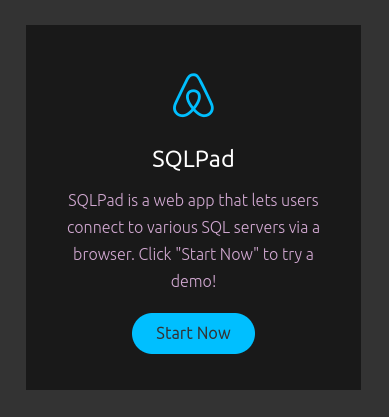 SQLPad
SQLPad is a web app that lets users
connect to various SQL servers via a
browser. Click "Start Now" to try a
demo!
Start Now